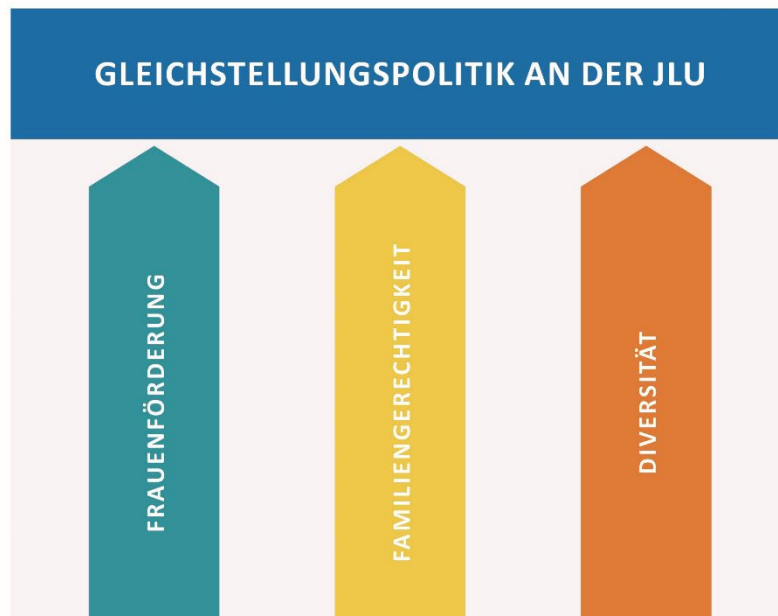 GLEICHSTELLUNGSPOLITIK AN DER JLU
FRAUENFÖRDERUNG
FAMILIENGERECHTIGKEIT
DIVERSITÄT